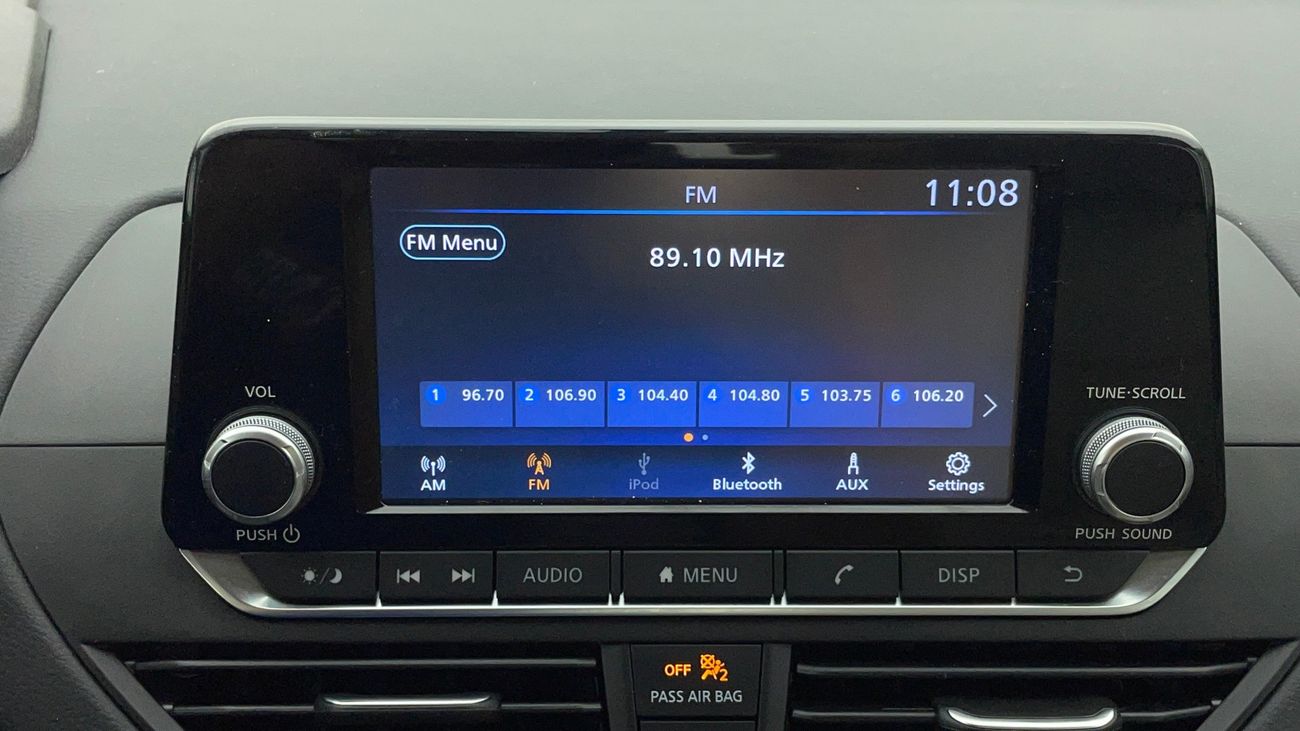 FM
11:08
FM Menu
89.10 MHz
1 96.70 2 106.90 3 104.40 4 104.80 5 103.75 6 106.20
AM FM iPod Bluetooth AUX Settings
VOL
PUSH
TUNE·SCROLL
PUSH SOUND
AUDIO MENU DISP
OFF 2
PASS AIR BAG